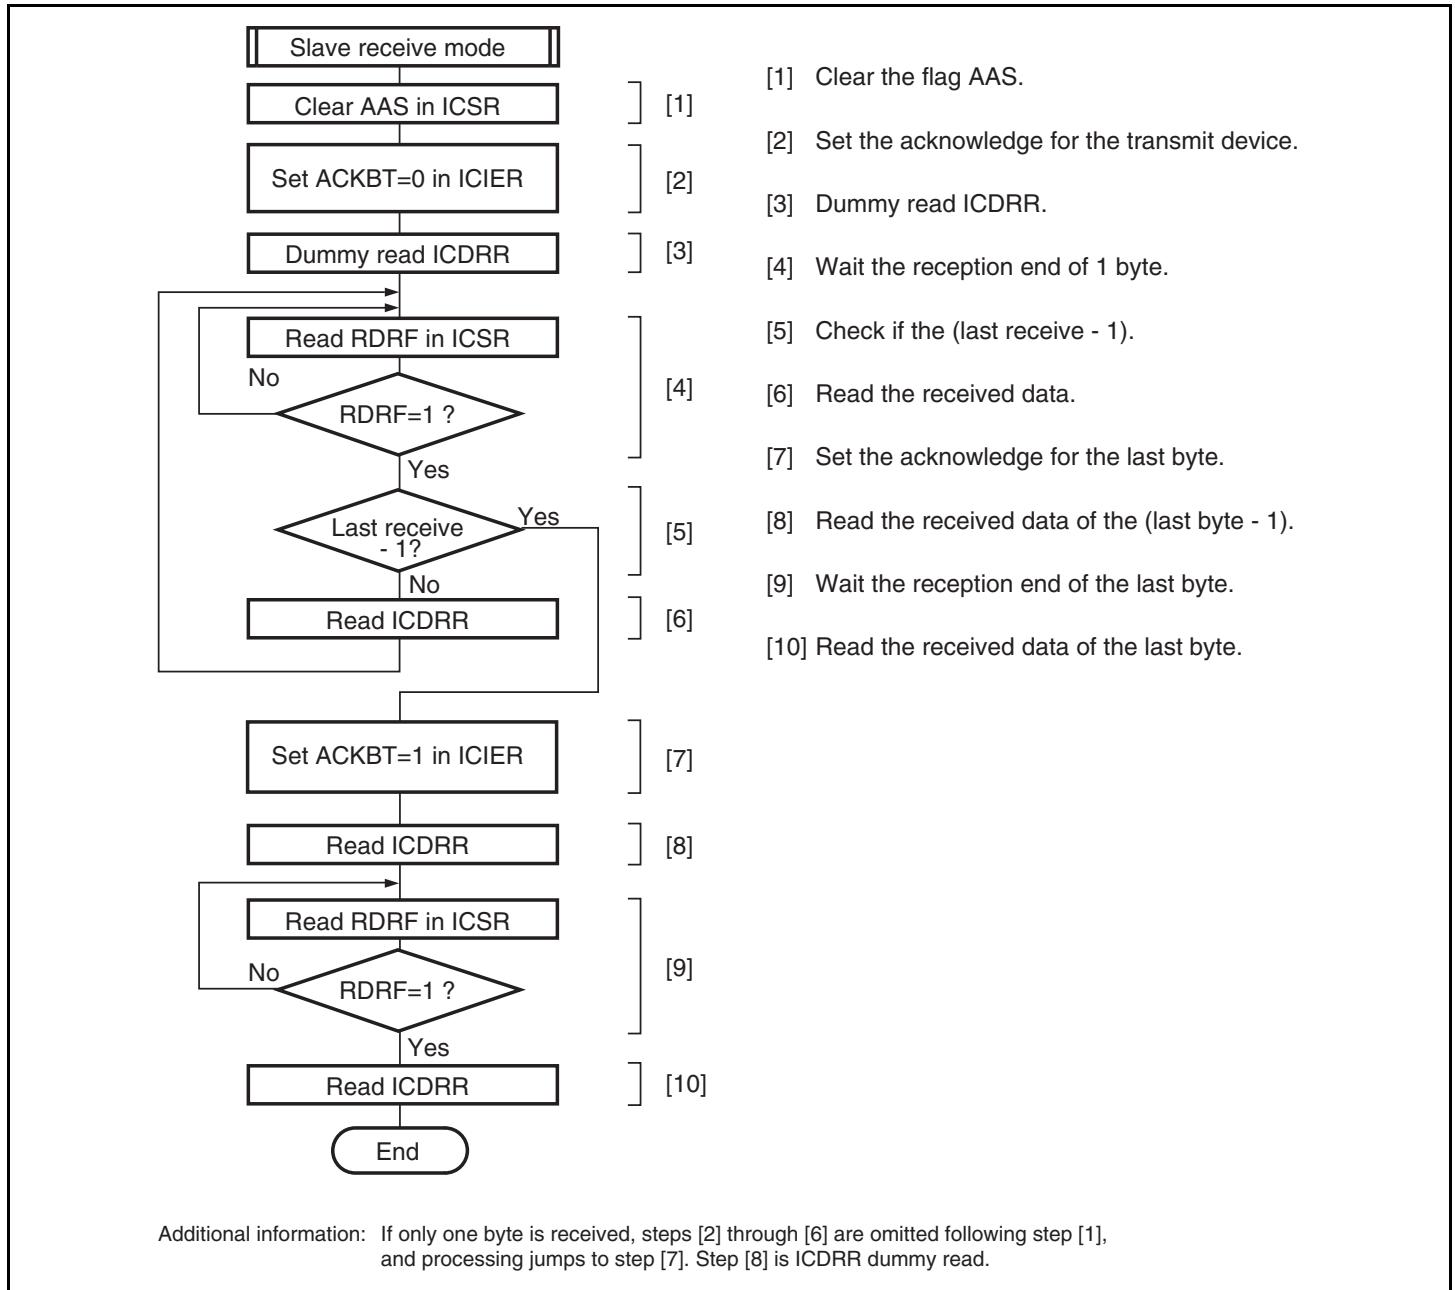 Slave receive mode
Clear AAS in ICSR
[1]
Set ACKBT=0 in ICIER
[2]
Dummy read ICDRR
[3]
Read RDRF in ICSR
No
RDRF=1 ?
[4]
Yes
Last receive
- 1?
Yes
[5]
No
Read ICDRR
[6]
Set ACKBT=1 in ICIER
[7]
Read ICDRR
[8]
Read RDRF in ICSR
No
RDRF=1 ?
[9]
Yes
Read ICDRR
[10]
End
[1] Clear the flag AAS.
[2] Set the acknowledge for the transmit device.
[3] Dummy read ICDRR.
[4] Wait the reception end of 1 byte.
[5] Check if the (last receive - 1).
[6] Read the received data.
[7] Set the acknowledge for the last byte.
[8] Read the received data of the (last byte - 1).
[9] Wait the reception end of the last byte.
[10] Read the received data of the last byte.
Additional information: If only one byte is received, steps [2] through [6] are omitted following step [1],
and processing jumps to step [7]. Step [8] is ICDRR dummy read.